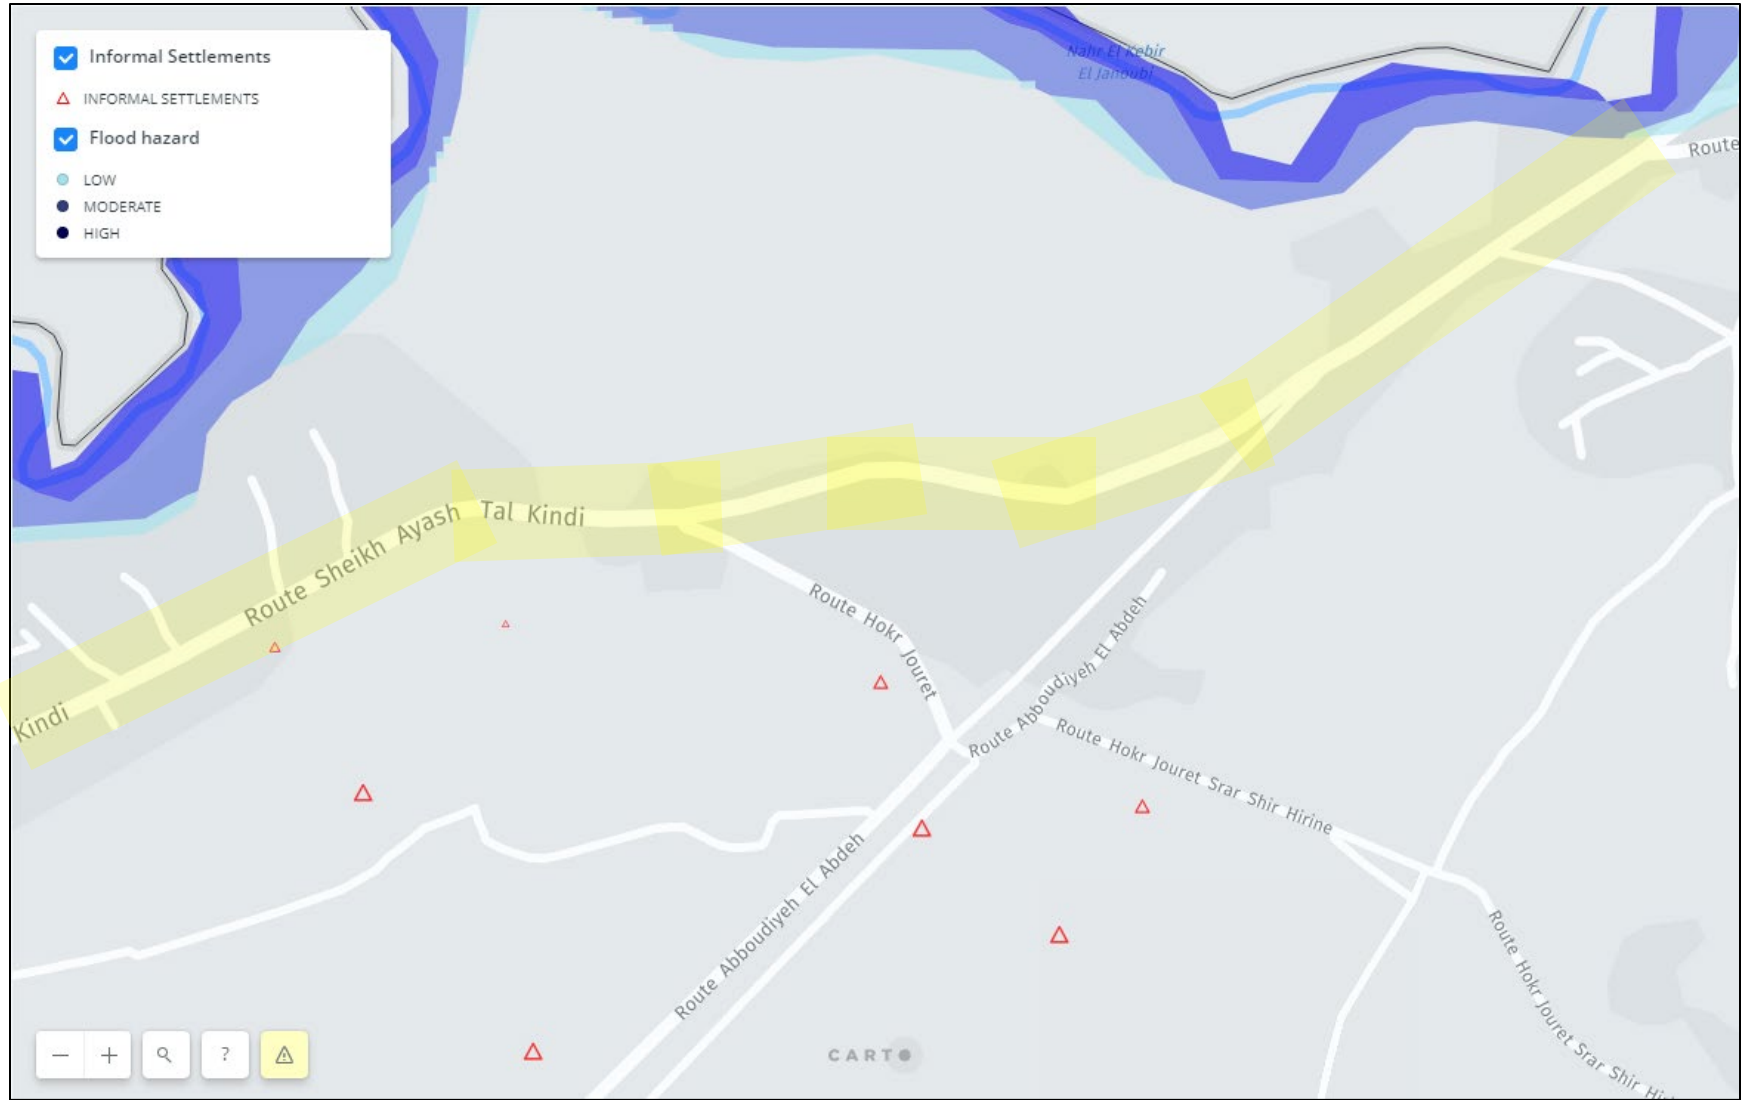 Informal Settlements
INFORMAL SETTLEMENTS
Flood hazard
LOW
MODERATE
HIGH
Nahr El Kebir
El Janoubi
Route
Route Sheikh Ayash Tal Kindi
Kindi
Route Hokr Jouret
Route Abboudiyeh El Abdeh
Route Hokr Jouret Srar Shir Hirine
Route Abboudiyeh El Abdeh
Route Hokr Jouret Srar Shir Hi
− + ?
CART